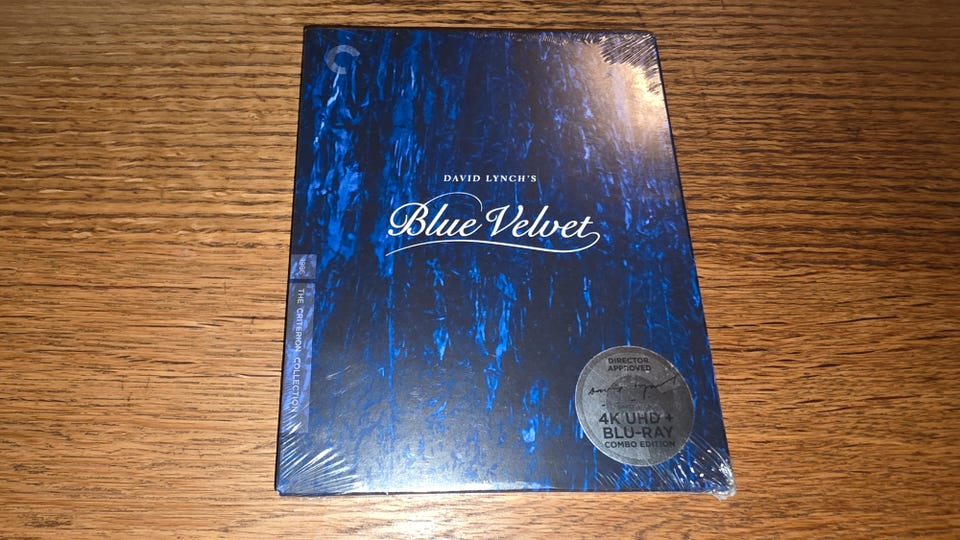 DAVID LYNCH'S
Blue Velvet
THE CRITERION COLLECTION
DIRECTOR
APPROVED
4K UHD +
BLU-RAY
COMBO EDITION